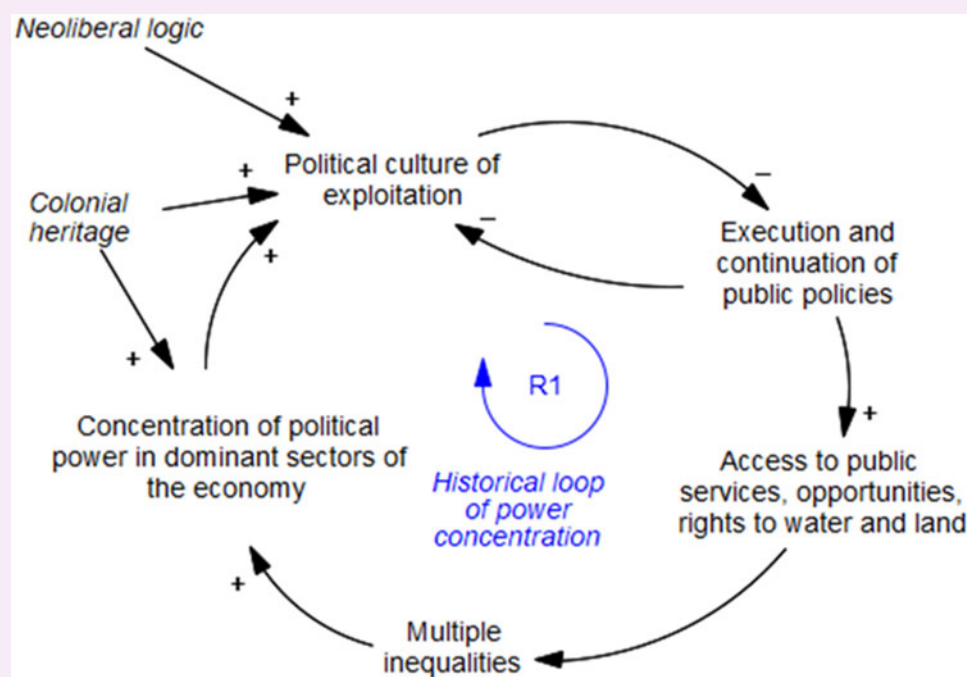 Neoliberal logic
+
Political culture of
exploitation
+
Colonial
heritage
+
+
−
−
Execution and
continuation of
public policies
+
Access to public
services, opportunities,
rights to water and land
Concentration of political
power in dominant sectors of
the economy
R1
Historical loop
of power
concentration
+
Multiple
inequalities